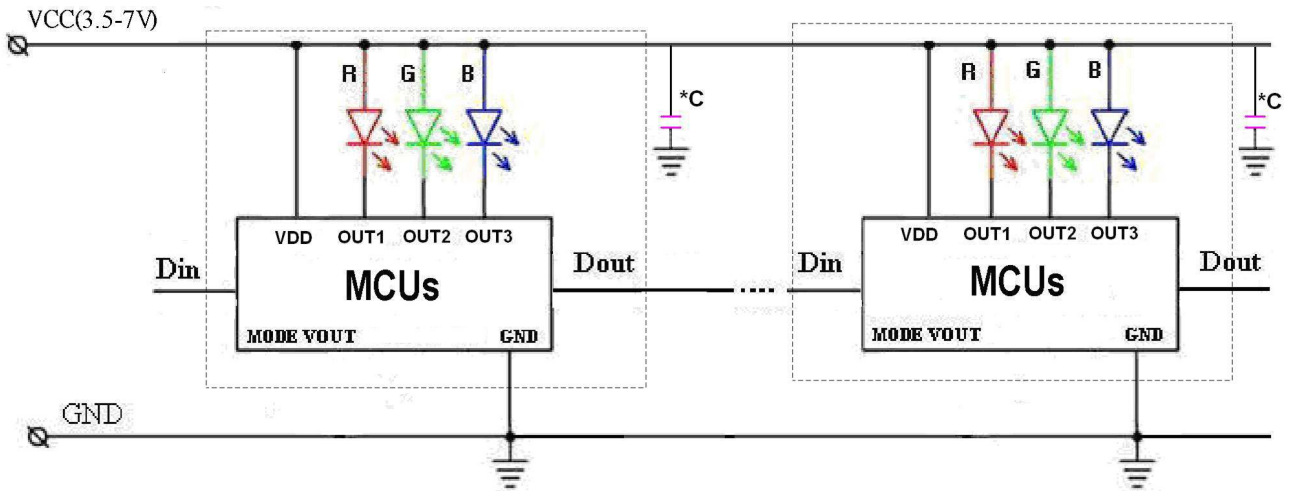 VCC(3.5-7V)
R G B *C R G B *C
VDD OUT1 OUT2 OUT3 VDD OUT1 OUT2 OUT3
Din MCUs Dout Din MCUs Dout
MODE VOUT GND MODE VOUT GND
GND